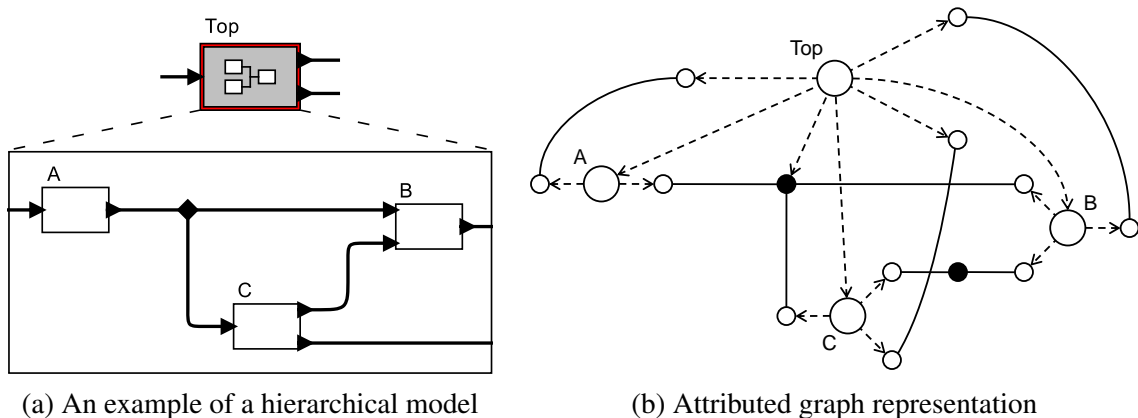 Top
A
B
C
(a) An example of a hierarchical model
Top
A
B
C
(b) Attributed graph representation